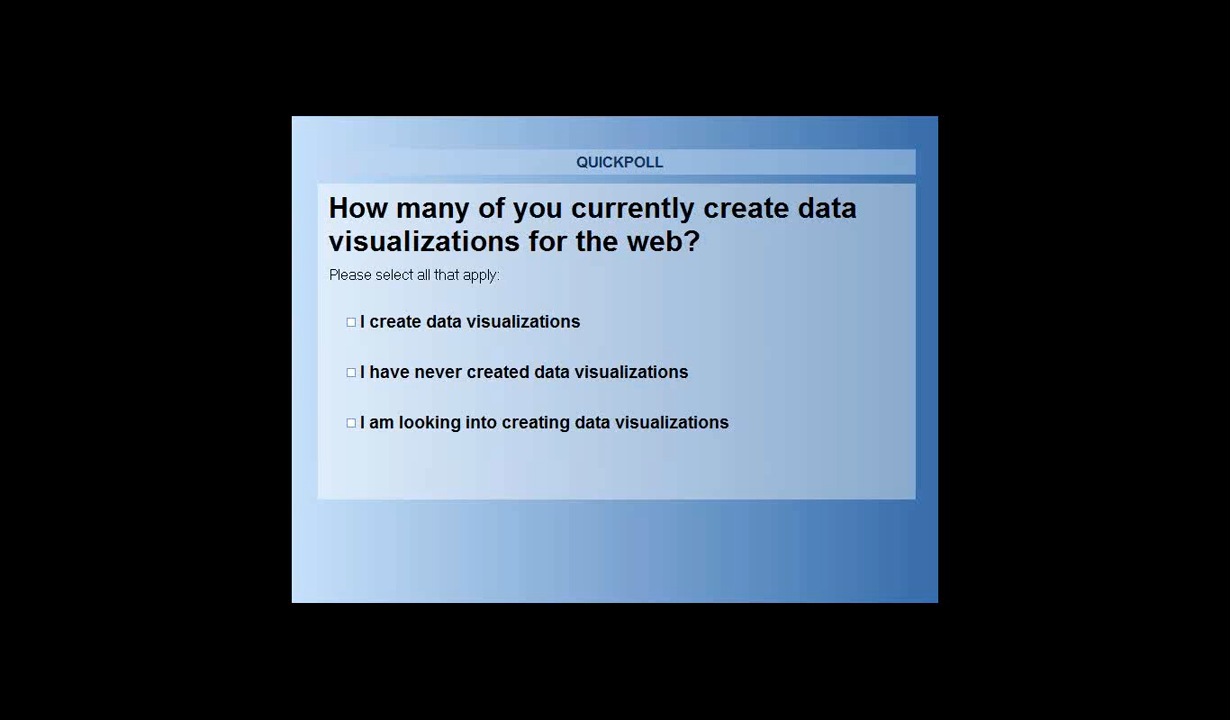 QUICKPOLL
How many of you currently create data
visualizations for the web?
Please select all that apply:
I create data visualizations
I have never created data visualizations
I am looking into creating data visualizations